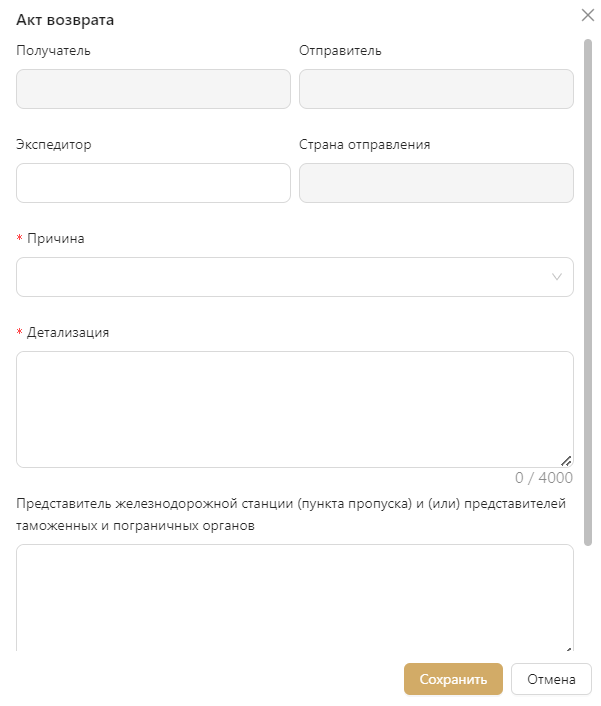 Акт возврата
Получатель
Отправитель
Экспедитор
Страна отправления
* Причина
* Детализация
0 / 4000
Представитель железнодорожной станции (пункта пропуска) и (или) представителей
таможенных и пограничных органов
Сохранить
Отмена